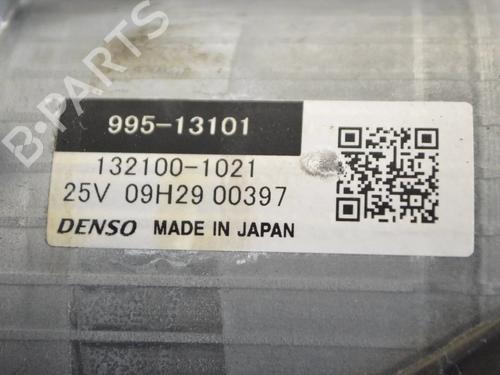 B-PARTS
995-13101
132100-1021
25V 09H29 00397
DENSO MADE IN JAPAN